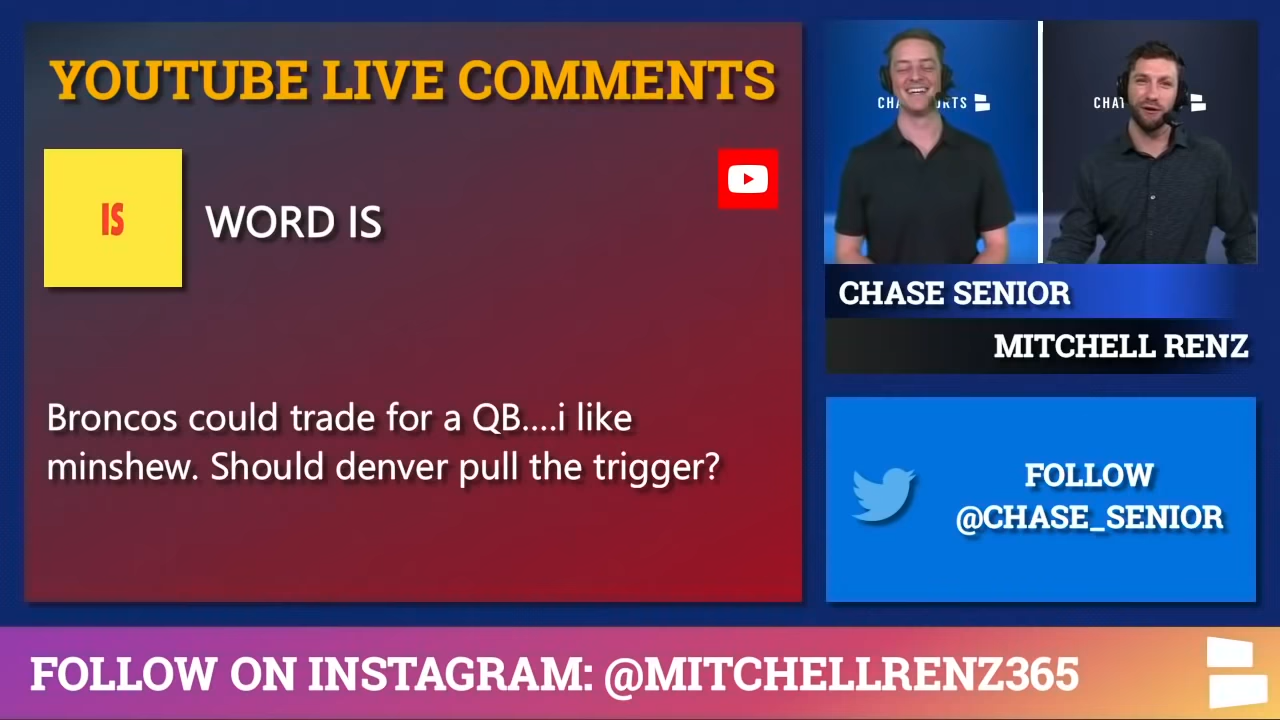 YOUTUBE LIVE COMMENTS
IS
WORD IS
Broncos could trade for a QB....i like
minshew. Should denver pull the trigger?
CHASE SENIOR
MITCHELL RENZ
FOLLOW
@CHASE_SENIOR
FOLLOW ON INSTAGRAM: @MITCHELLRENZ365